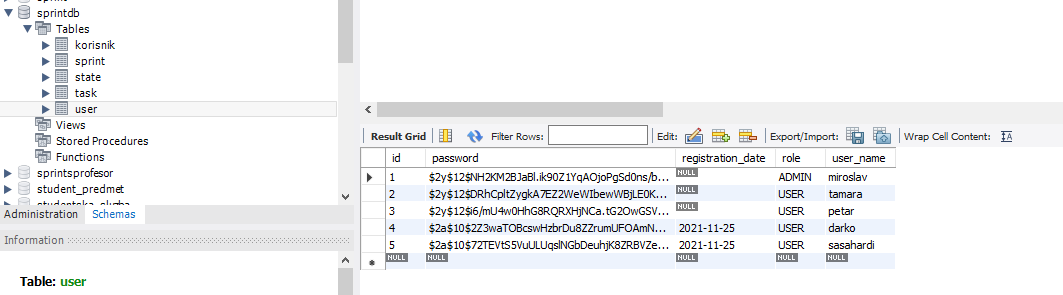 sprintdb
Tables
korisnik
sprint
state
task
user
Views
Stored Procedures
Functions
sprintsprofesor
student_predmet
Administration Schemas
Information
Table: user
Result Grid Filter Rows: Edit: Export/Import: Wrap Cell Content:
id password registration_date role user_name
1 $2y$12$NH2KM2BJaBl.ik90Z1YqAOjoPgSd0ns/b... NULL ADMIN miroslav
2 $2y$12$DRhCpltZygkA7EZ2WeWIbewWBjLE0K... NULL USER tamara
3 $2y$12$i6/mU4w0HhG8RQRXHjNCa.tG2OwGSV... NULL USER petar
4 $2a$10$2Z3waTOBcswHzbrDu8ZZrumUFOAmN... 2021-11-25 USER darko
5 $2a$10$72TEVtS5VuULUqslNGbDeuhjK8ZRBVZe... 2021-11-25 USER sasahardi
NULL NULL NULL NULL NULL